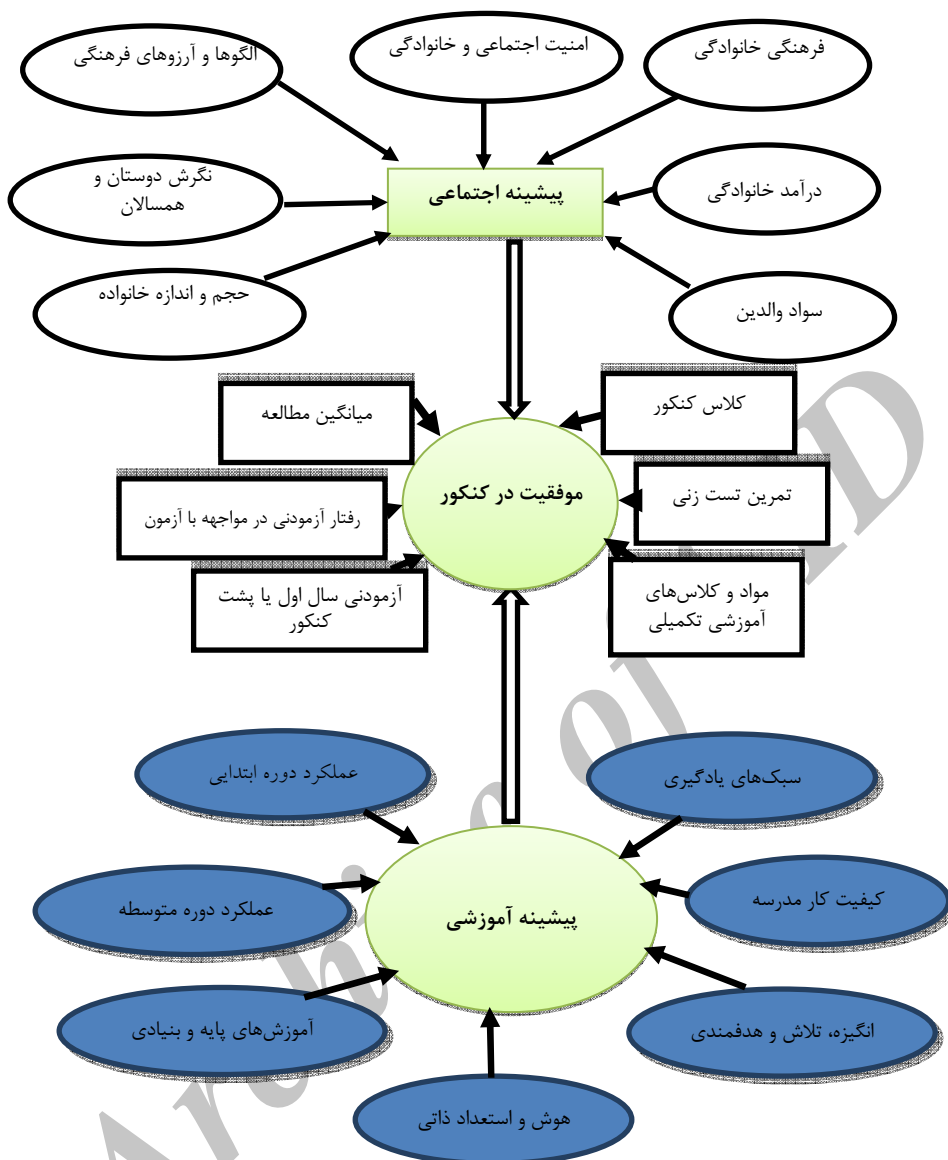 فرهنگی خانوادگی
امنیت اجتماعی و خانوادگی
الگوها و آرزوهای فرهنگی
درآمد خانوادگی
پیشینه اجتماعی
نگرش دوستان و
همسالان
سواد والدین
حجم و اندازه خانواده
کلاس کنکور
میانگین مطالعه
تمرین تست زنی
موفقیت در کنکور
رفتار آزمودنی در مواجهه با آزمون
مواد و کلاس‌های
آموزشی تکمیلی
آزمودنی سال اول یا پشت
کنکور
سبک‌های یادگیری
عملکرد دوره ابتدایی
کیفیت کار مدرسه
پیشینه آموزشی
عملکرد دوره متوسطه
انگیزه، تلاش و هدفمندی
آموزش‌های پایه و بنیادی
هوش و استعداد ذاتی
Archive of SID